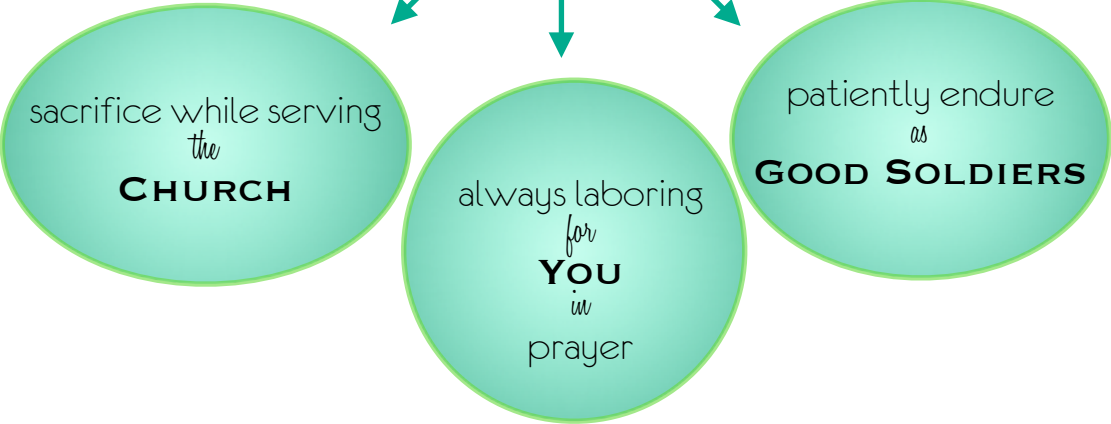 sacrifice while serving
the
CHURCH
always laboring
for
YOU
in
prayer
patiently endure
as
GOOD SOLDIERS